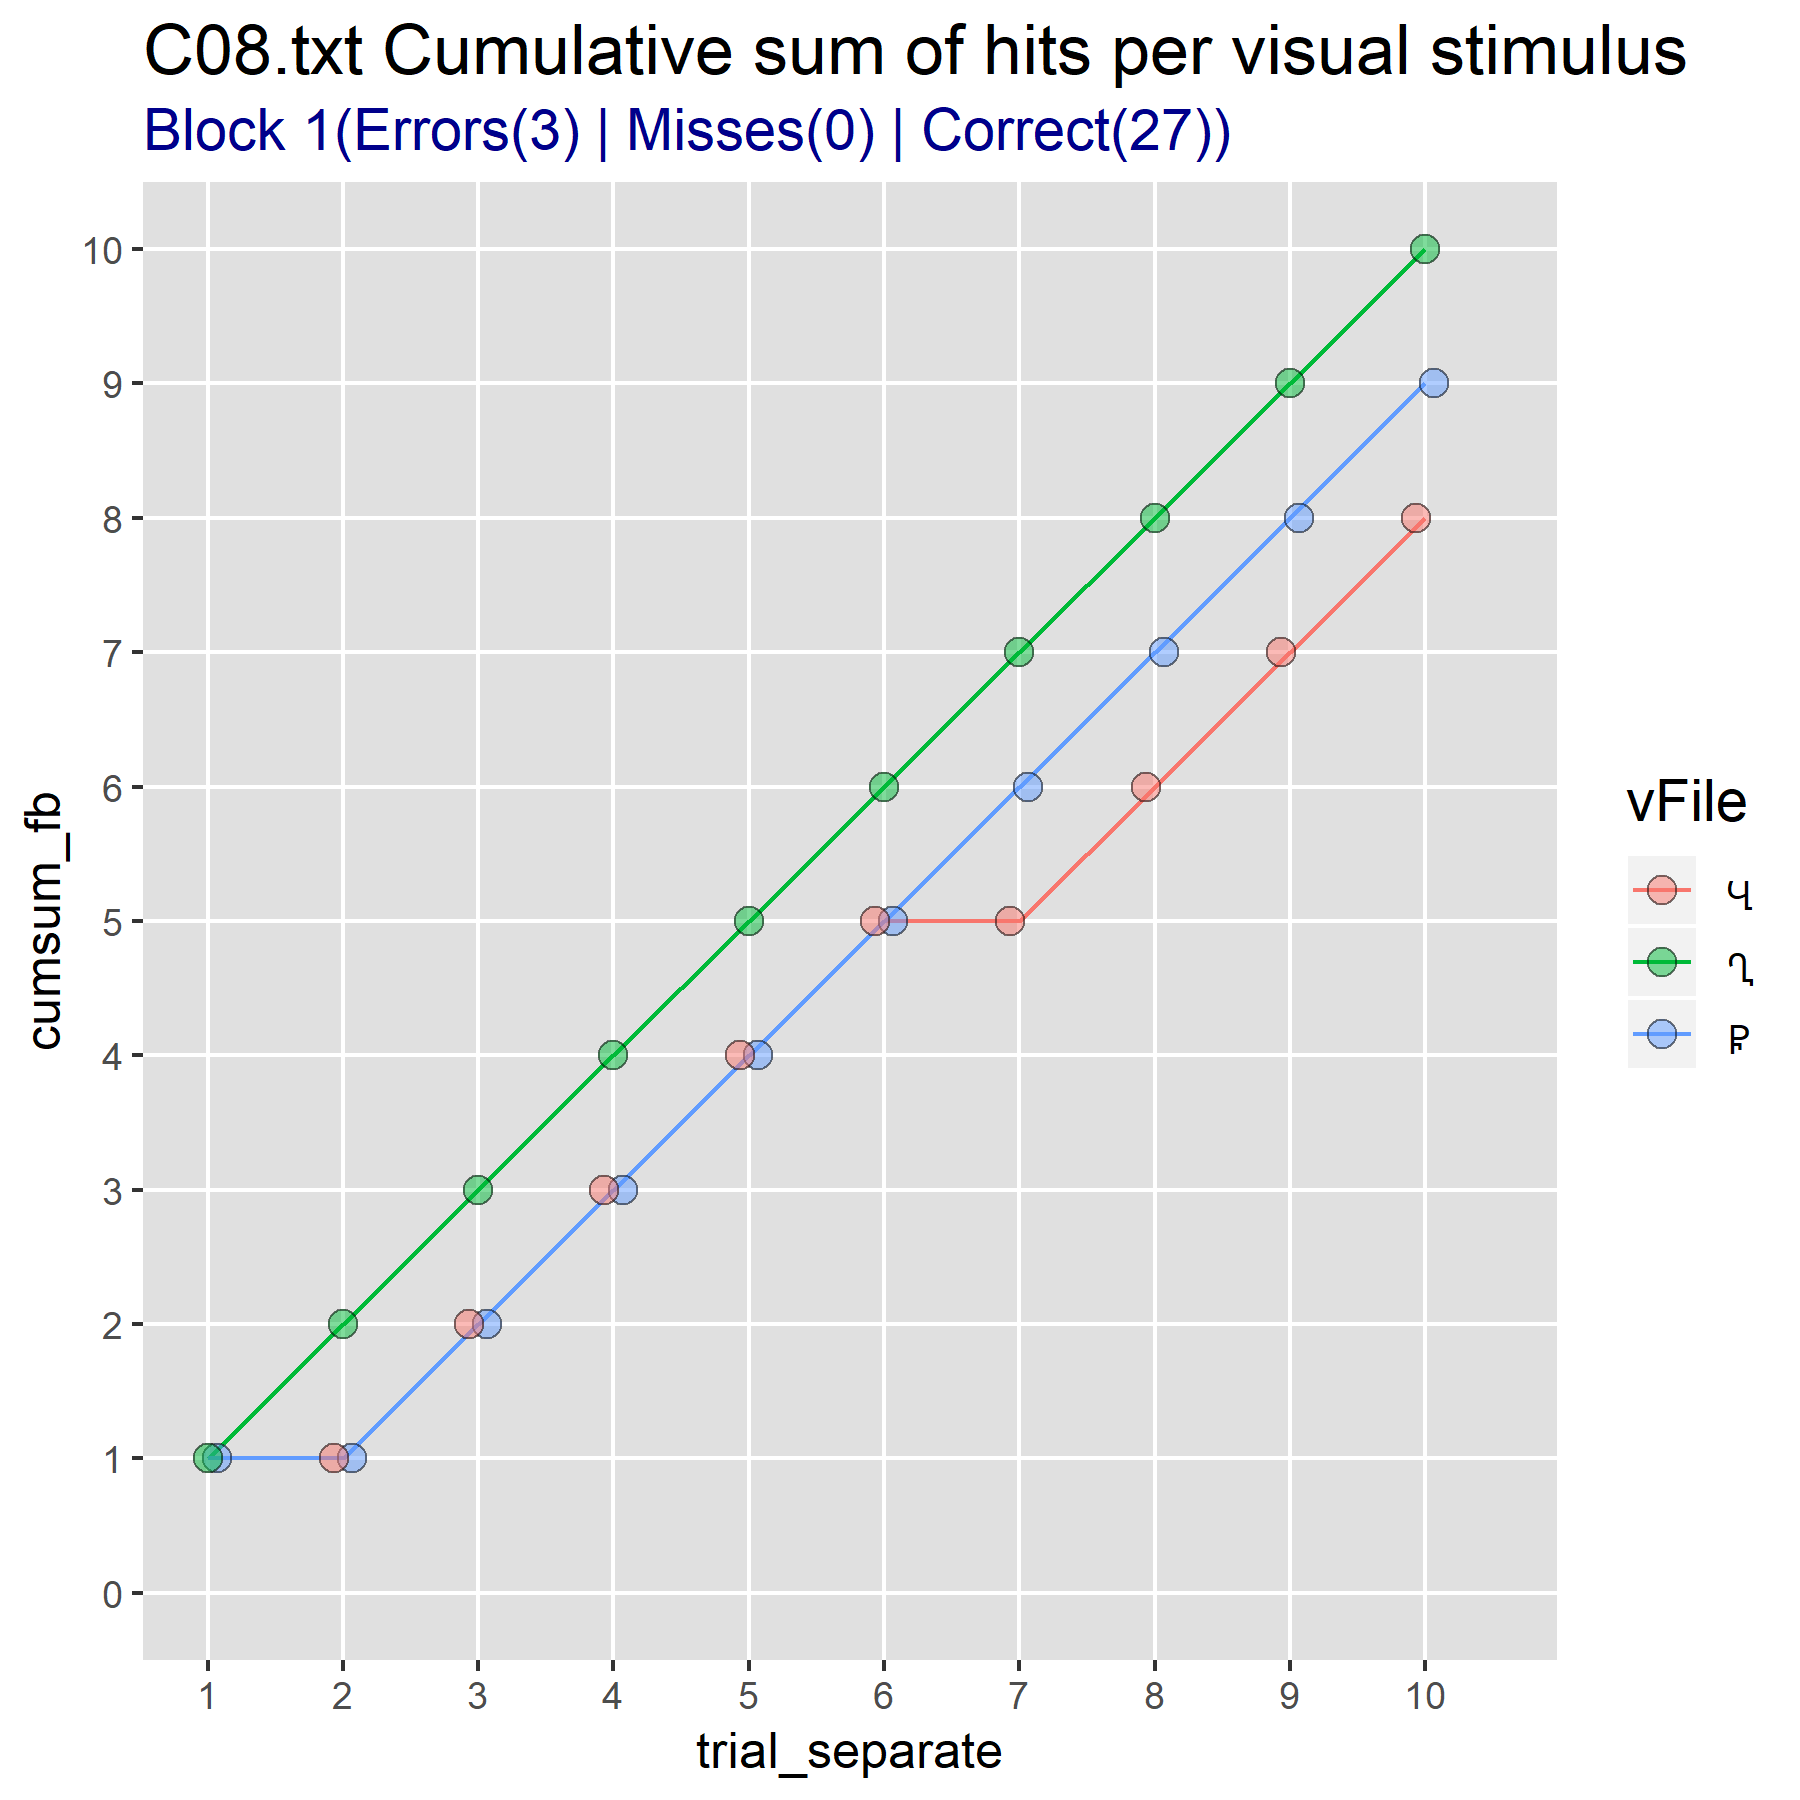 C08.txt Cumulative sum of hits per visual stimulus
Block 1(Errors(3) | Misses(0) | Correct(27))
10
9
8
7
6
5
4
3
2
1
0
cumsum_fb
1 2 3 4 5 6 7 8 9 10
trial_separate
vFile